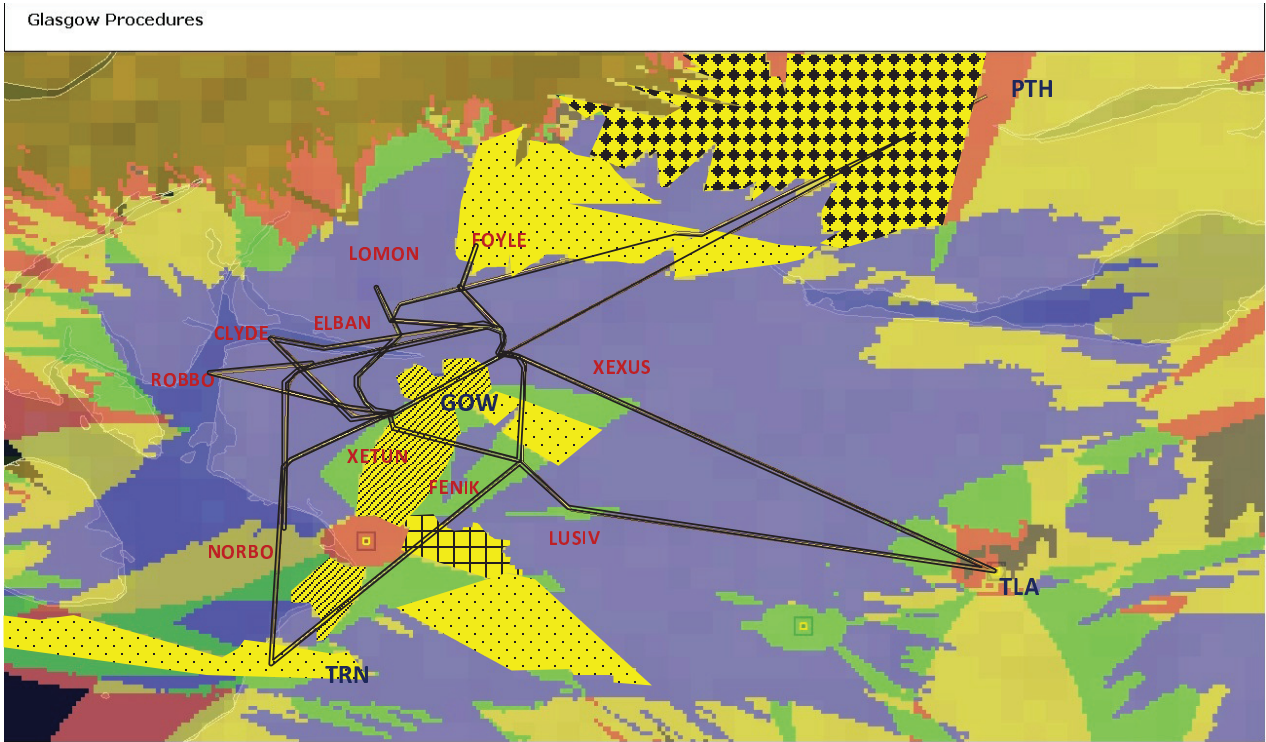 Glasgow Procedures
PTH
FOYLE
LOMON
ELBAN
CLYDE
XEXUS
ROBBO
GOW
XETUN
FENIK
LUSIV
NORBO
TLA
TRN